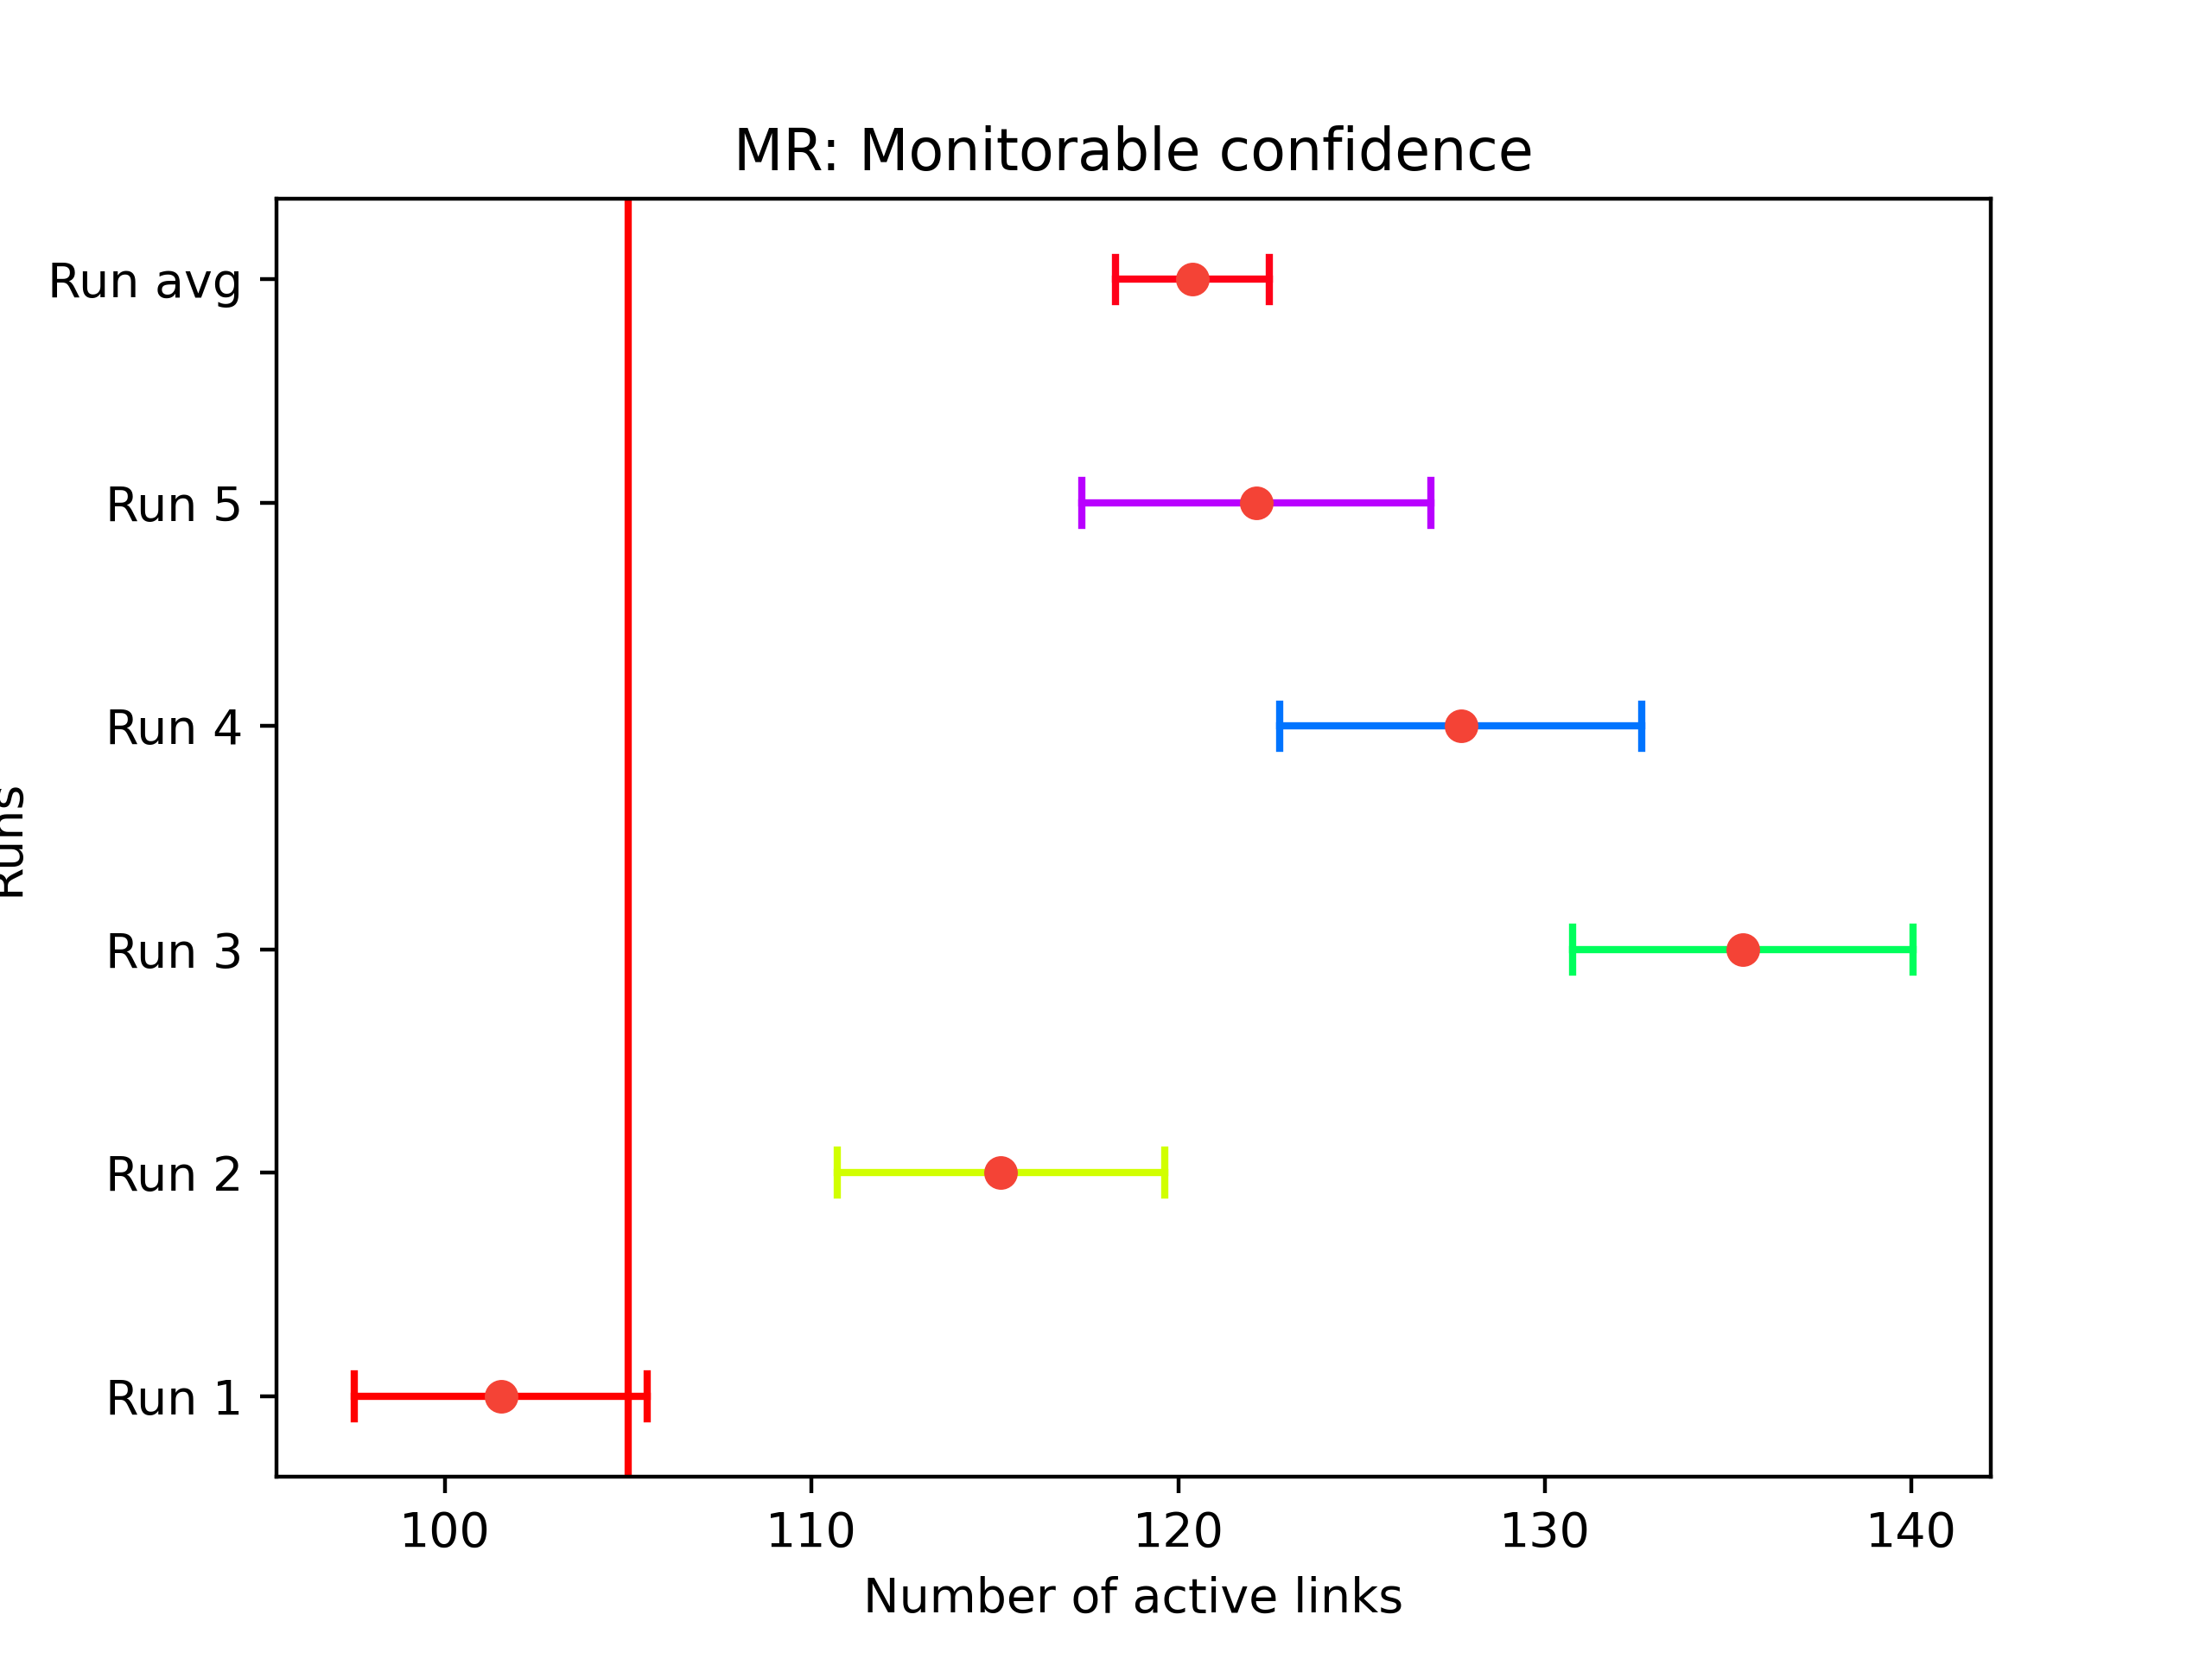 MR: Monitorable confidence
Run avg
Run 5
Run 4
Runs
Run 3
Run 2
Run 1
100 110 120 130 140
Number of active links